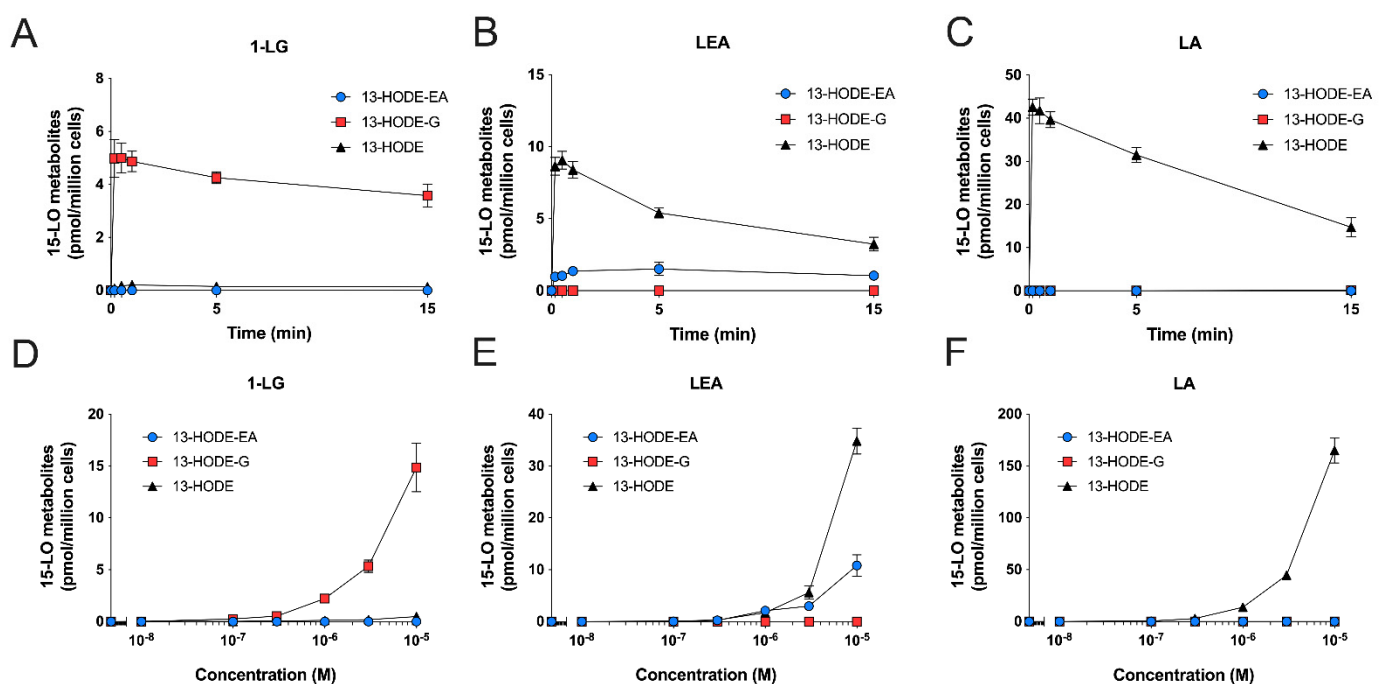 A
1-LG
15-LO metabolites
(pmol/million cells)
8
6
4
2
0
0
5
15
Time (min)
13-HODE-EA
13-HODE-G
13-HODE
B
LEA
15-LO metabolites
(pmol/million cells)
15
10
5
0
0
5
15
Time (min)
13-HODE-EA
13-HODE-G
13-HODE
C
LA
15-LO metabolites
(pmol/million cells)
50
40
30
20
10
0
0
5
15
Time (min)
13-HODE-EA
13-HODE-G
13-HODE
D
1-LG
15-LO metabolites
(pmol/million cells)
20
15
10
5
0
10-8
10-7
10-6
10-5
Concentration (M)
13-HODE-EA
13-HODE-G
13-HODE
E
LEA
15-LO metabolites
(pmol/million cells)
40
30
20
10
0
10-8
10-7
10-6
10-5
Concentration (M)
13-HODE-EA
13-HODE-G
13-HODE
F
LA
15-LO metabolites
(pmol/million cells)
200
150
100
50
0
10-8
10-7
10-6
10-5
Concentration (M)
13-HODE-EA
13-HODE-G
13-HODE